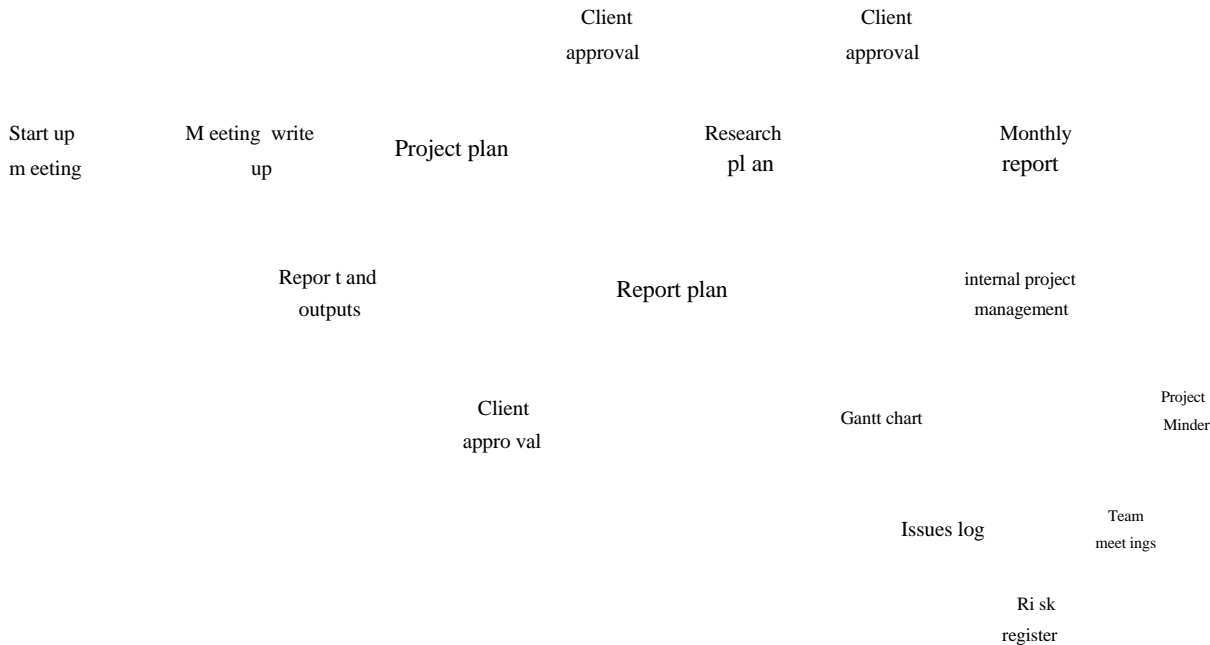 Client
approval
Client
approval
Start up
m eeting
M eeting write
up
Project plan
Research
pl an
Monthly
report
Repor t and
outputs
Report plan
internal project
management
Client
appro val
Gantt chart
Project
Minder
Issues log
Team
meet ings
Ri sk
register